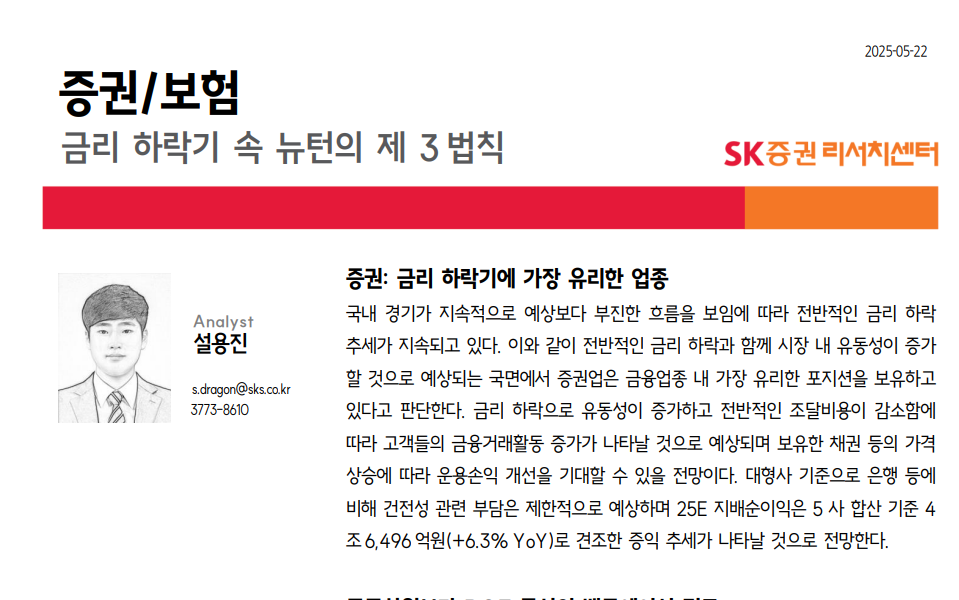 2025-05-22
증권/보험
금리 하락기 속 뉴턴의 제 3 법칙
SK증권 리서치센터
Analyst
설용진
s.dragon@sks.co.kr
3773-8610
증권: 금리 하락기에 가장 유리한 업종
국내 경기가 지속적으로 예상보다 부진한 흐름을 보임에 따라 전반적인 금리 하락
추세가 지속되고 있다. 이와 같이 전반적인 금리 하락과 함께 시장 내 유동성이 증가
할 것으로 예상되는 국면에서 증권업은 금융업종 내 가장 유리한 포지션을 보유하고
있다고 판단한다. 금리 하락으로 유동성이 증가하고 전반적인 조달비용이 감소함에
따라 고객들의 금융거래활동 증가가 나타날 것으로 예상되며 보유한 채권 등의 가격
상승에 따라 운용손익 개선을 기대할 수 있을 전망이다. 대형사 기준으로 은행 등에
비해 건전성 관련 부담은 제한적으로 예상하며 25E 지배순이익은 5 사 합산 기준 4
조 6,496 억원(+6.3% YoY)로 견조한 증익 추세가 나타날 것으로 전망한다.